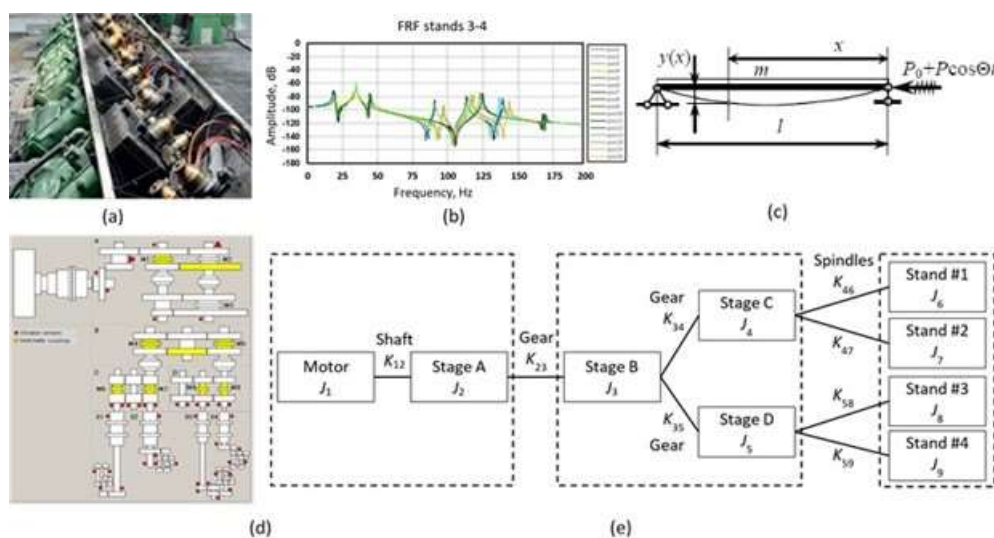 FRF stands 3-4
Amplitude, dB
0
-20
-40
-60
-80
-100
-120
-140
-160
-180
0 25 50 75 100 125 150 175 200
Frequency, Hz
y(x)
x
m
P₀+PcosΘt
l
(a)
(b)
(c)
Motor
J₁
Shaft
K₁₂
Stage A
J₂
Gear
K₂₃
Stage B
J₃
Gear
K₃₄
Stage C
J₄
K₃₅
Gear
Stage D
J₅
Spindles
K₄₆
K₄₇
K₅₈
K₅₉
Stand #1
J₆
Stand #2
J₇
Stand #3
J₈
Stand #4
J₉
(d)
(e)